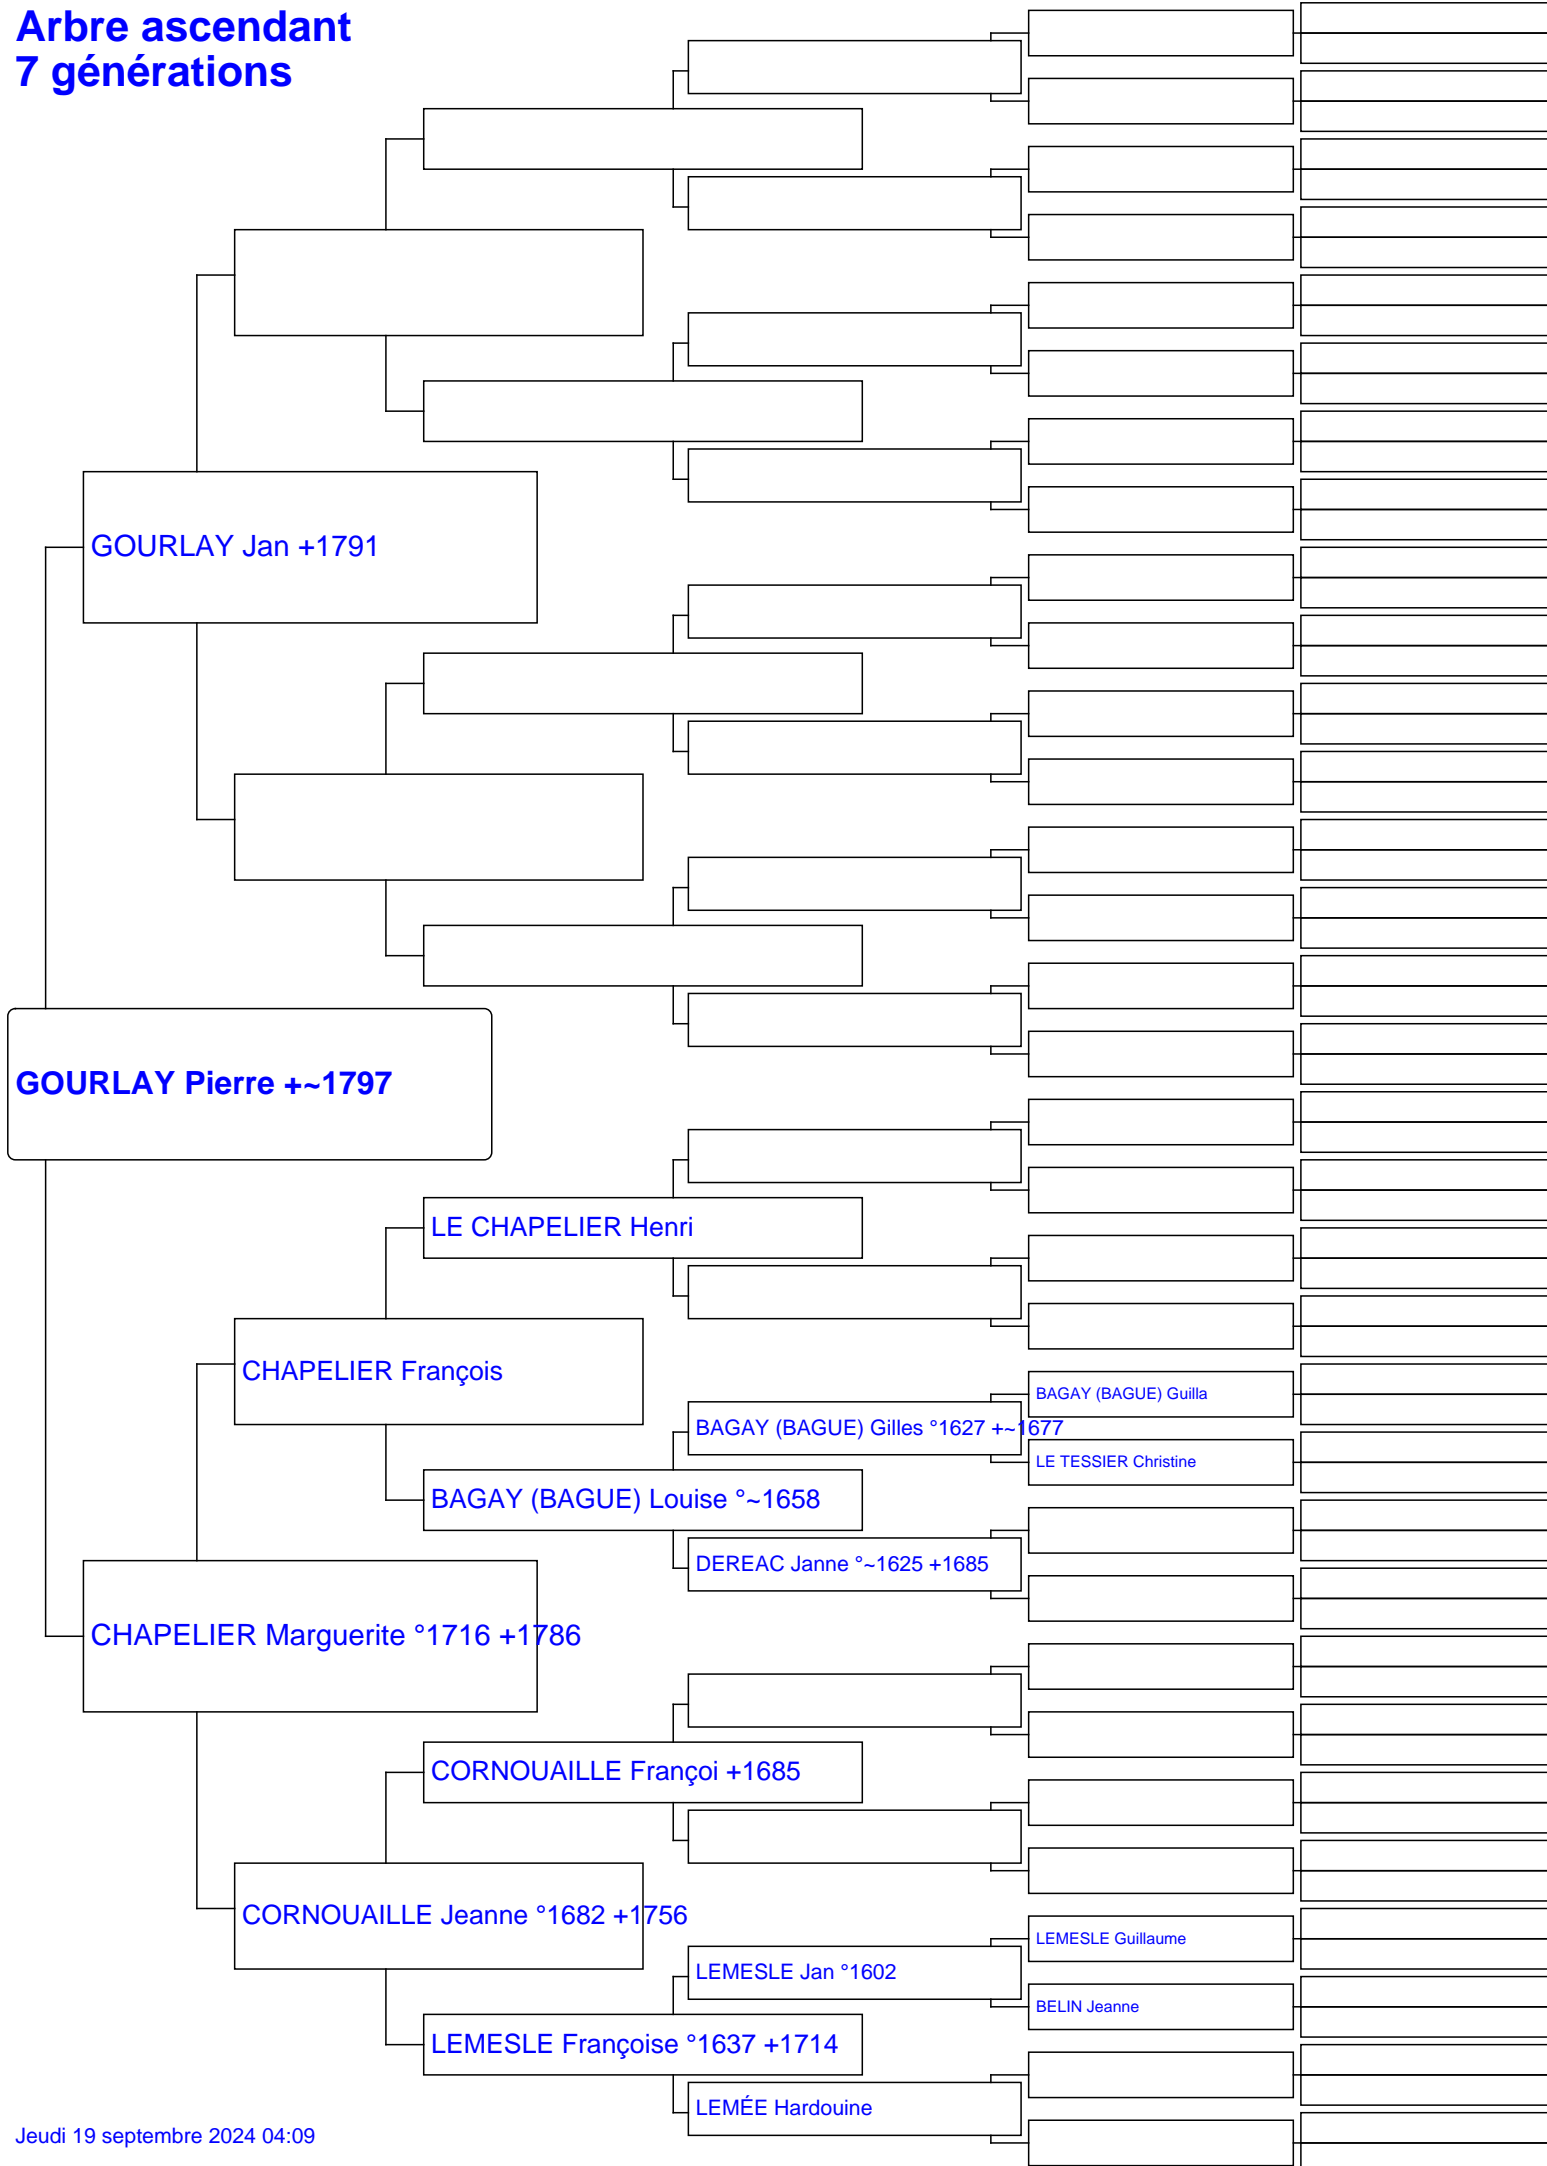 Arbre ascendant
7 générations
GOURLAY Jan +1791
GOURLAY Pierre +~1797
LE CHAPELIER Henri
CHAPELIER François
BAGAY (BAGUE) Guilla
BAGAY (BAGUE) Gilles °1627 +~1677
LE TESSIER Christine
BAGAY (BAGUE) Louise °~1658
DEREAC Janne °~1625 +1685
CHAPELIER Marguerite °1716 +1786
CORNOUAILLE Françoi +1685
CORNOUAILLE Jeanne °1682 +1756
LEMESLE Guillaume
LEMESLE Jan °1602
BELIN Jeanne
LEMESLE Françoise °1637 +1714
LEMÉE Hardouine
Jeudi 19 septembre 2024 04:09